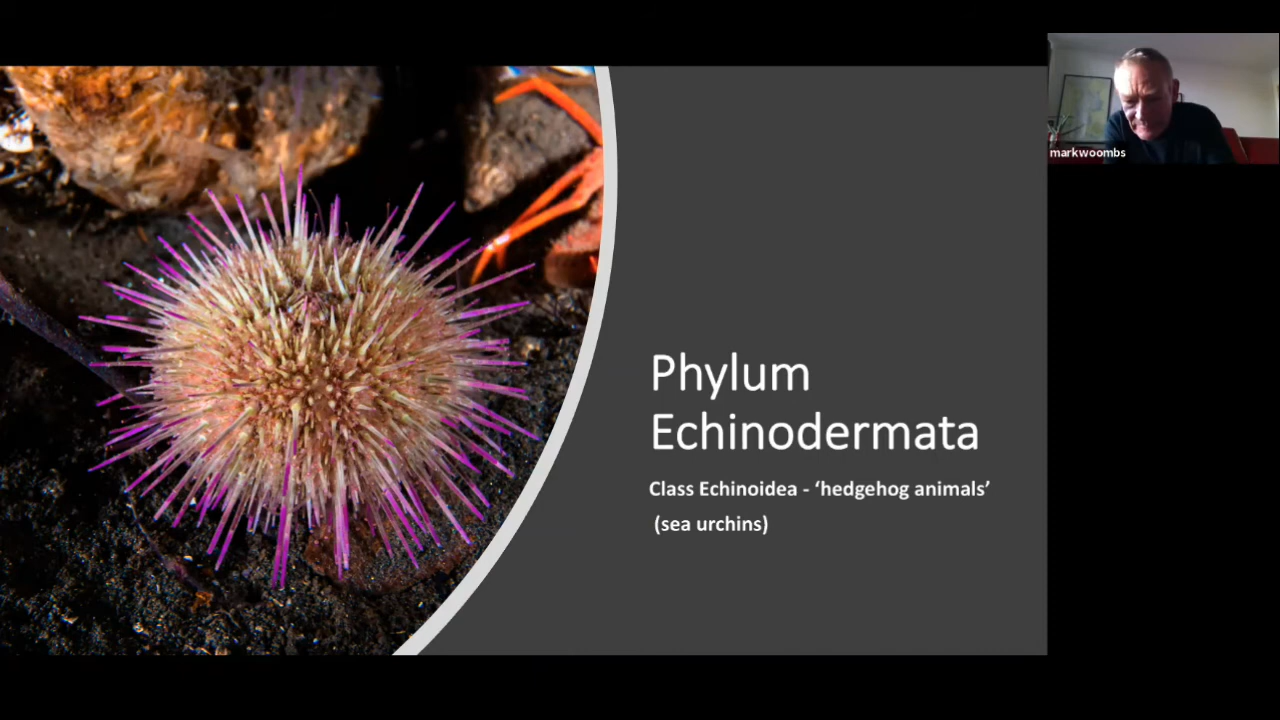 markwoombs
Phylum
Echinodermata
Class Echinoidea - ‘hedgehog animals’
(sea urchins)